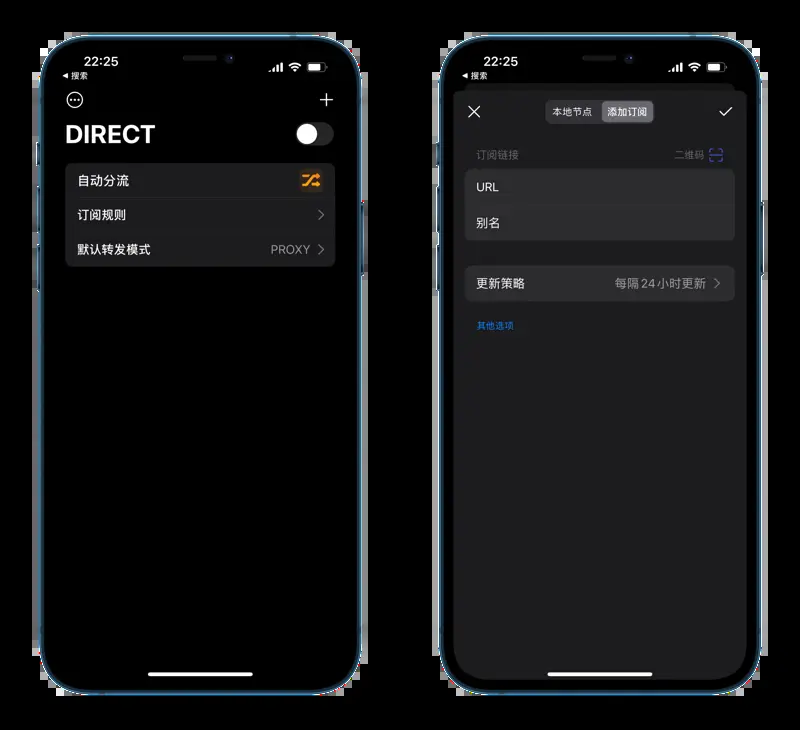 22:25
◀ 搜索
DIRECT
自动分流
订阅规则
默认转发模式 PROXY
22:25
◀ 搜索
本地节点 添加订阅
订阅链接 二维码
URL
别名
更新策略 每隔24小时更新
其他选项